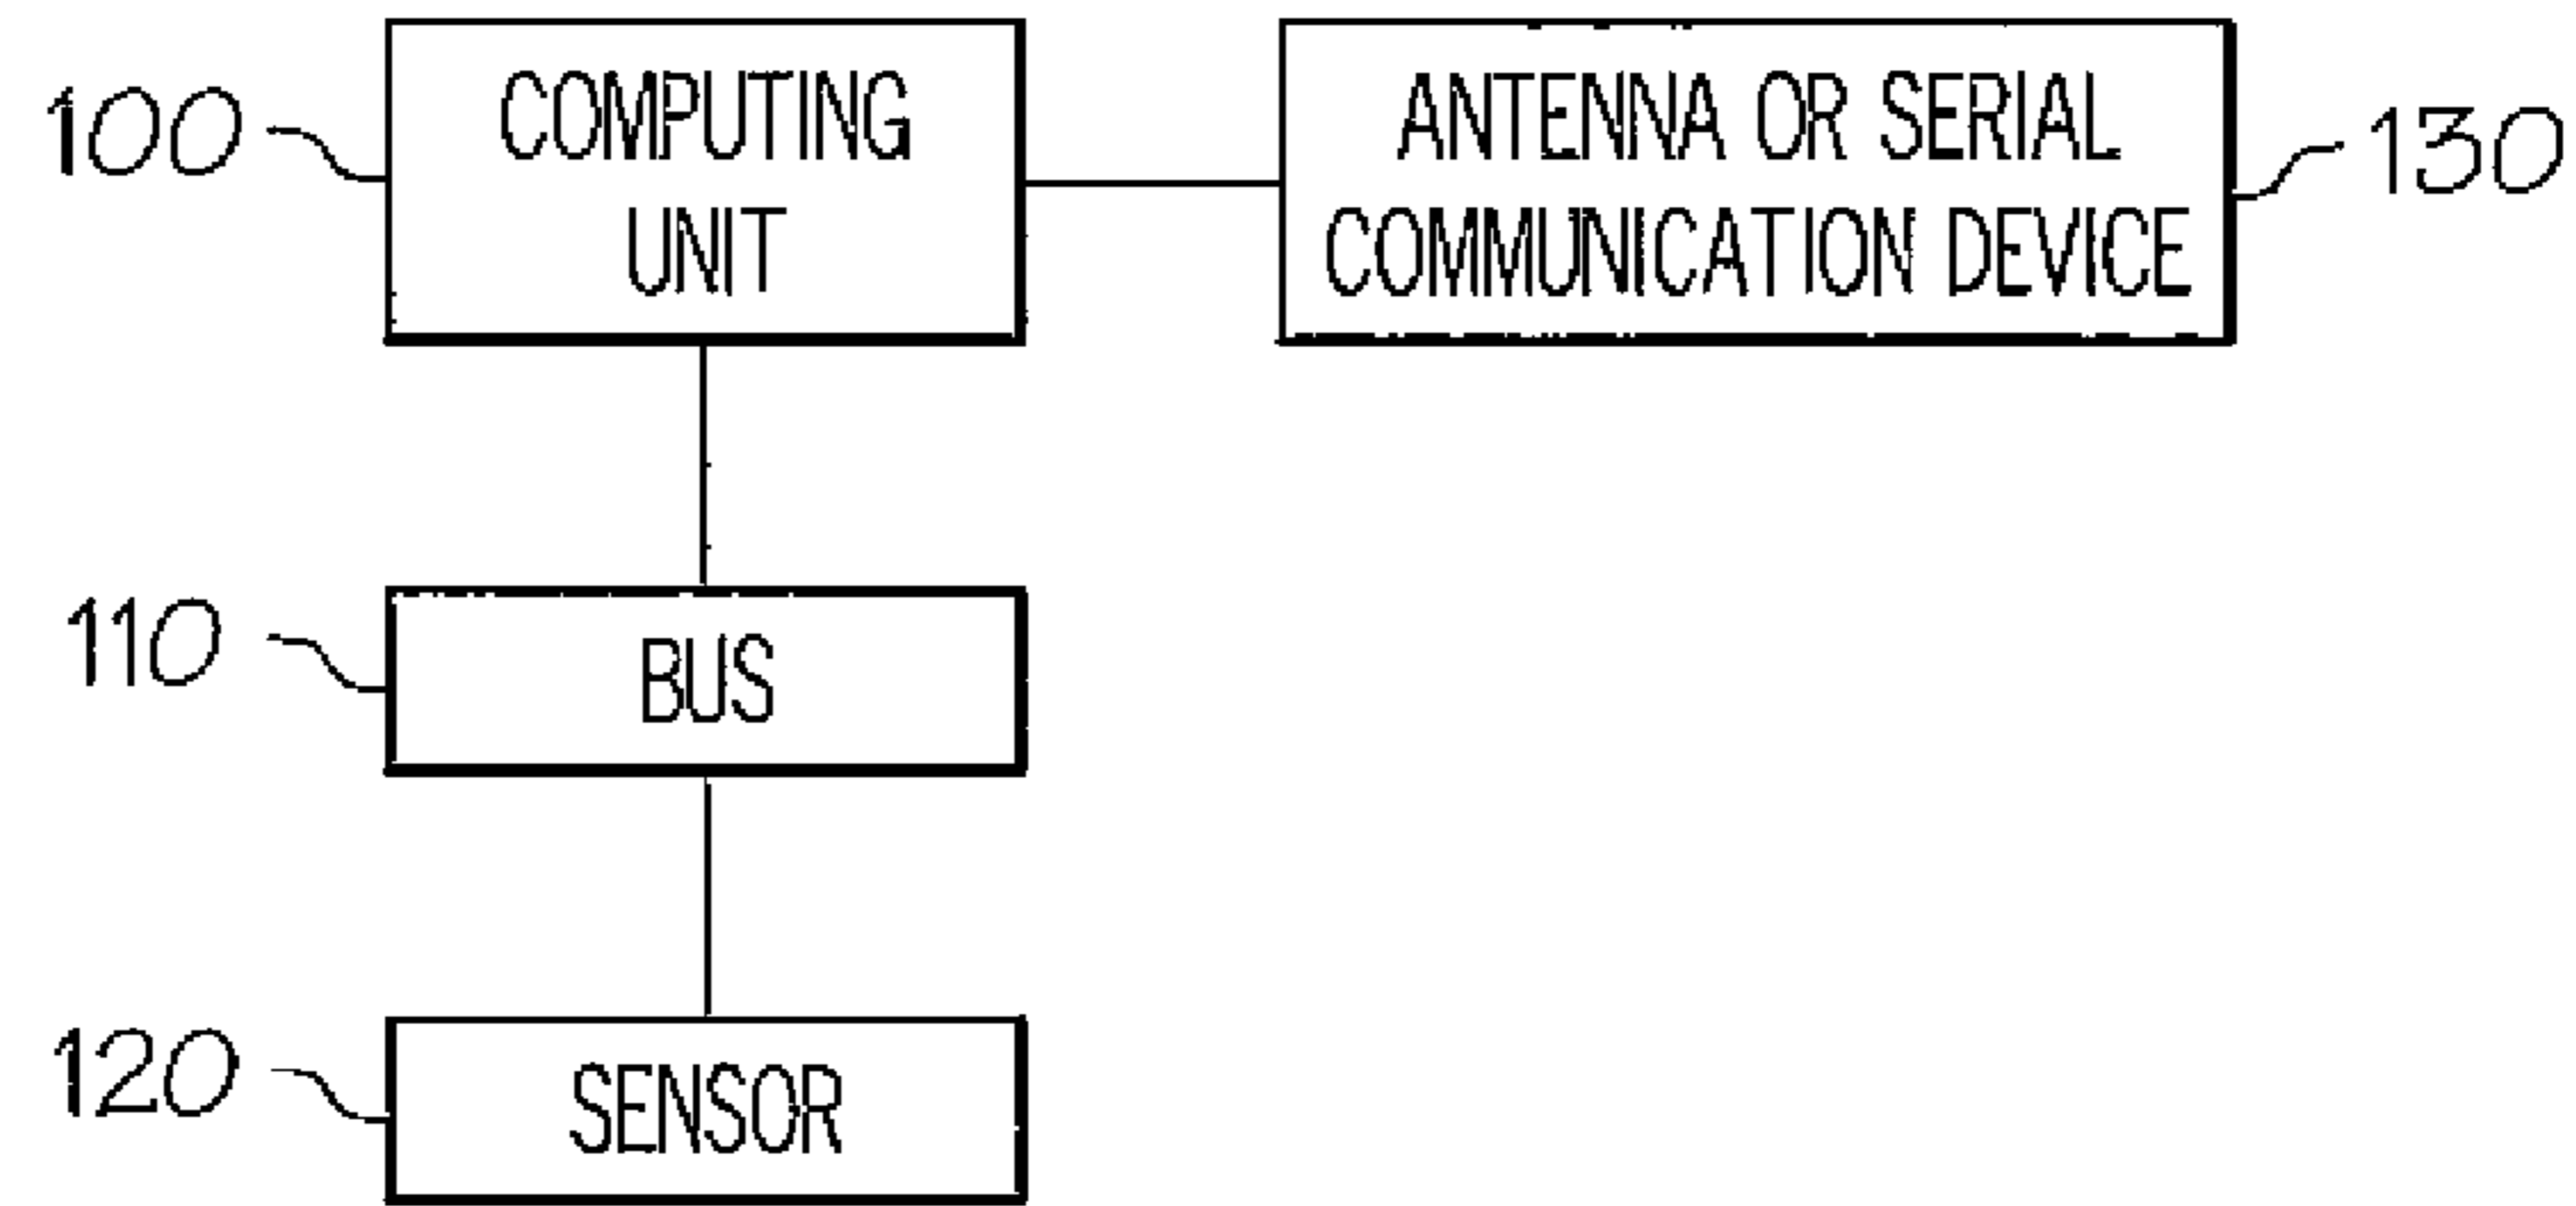 100
COMPUTING
UNIT
ANTENNA OR SERIAL
COMMUNICATION DEVICE
130
110
BUS
120
SENSOR